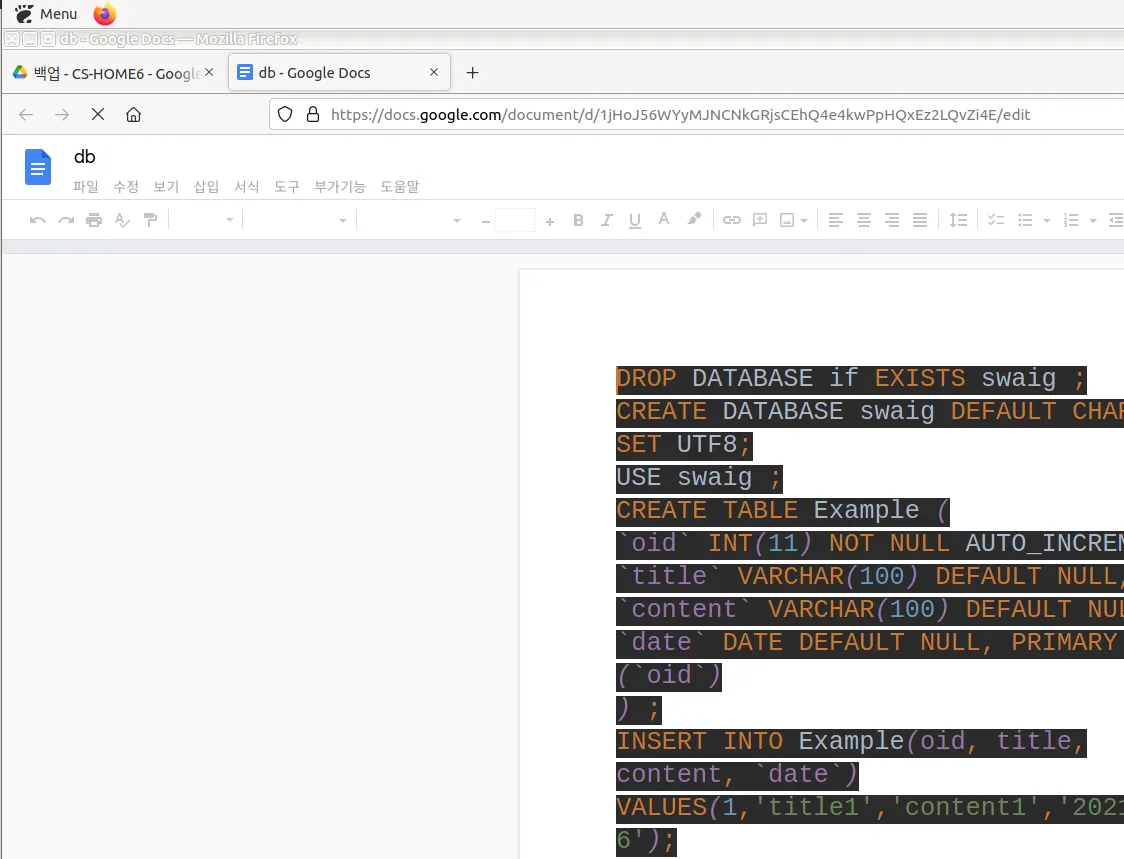 Menu
db - Google Docs — Mozilla Firefox
백업 - CS-HOME6 - Google
db - Google Docs
https://docs.google.com/document/d/1jHoJ56WYyMJNCNkGRjsCEhQ4e4kwPpHQxEz2LQvZi4E/edit
db
파일 수정 보기 삽입 서식 도구 부가기능 도움말
DROP DATABASE if EXISTS swaig ;
CREATE DATABASE swaig DEFAULT CHAR
SET UTF8;
USE swaig ;
CREATE TABLE Example (
`oid` INT(11) NOT NULL AUTO_INCREM
`title` VARCHAR(100) DEFAULT NULL,
`content` VARCHAR(100) DEFAULT NUL
`date` DATE DEFAULT NULL, PRIMARY
(`oid`)
) ;
INSERT INTO Example(oid, title,
content, `date`)
VALUES(1,'title1','content1','2021
6');